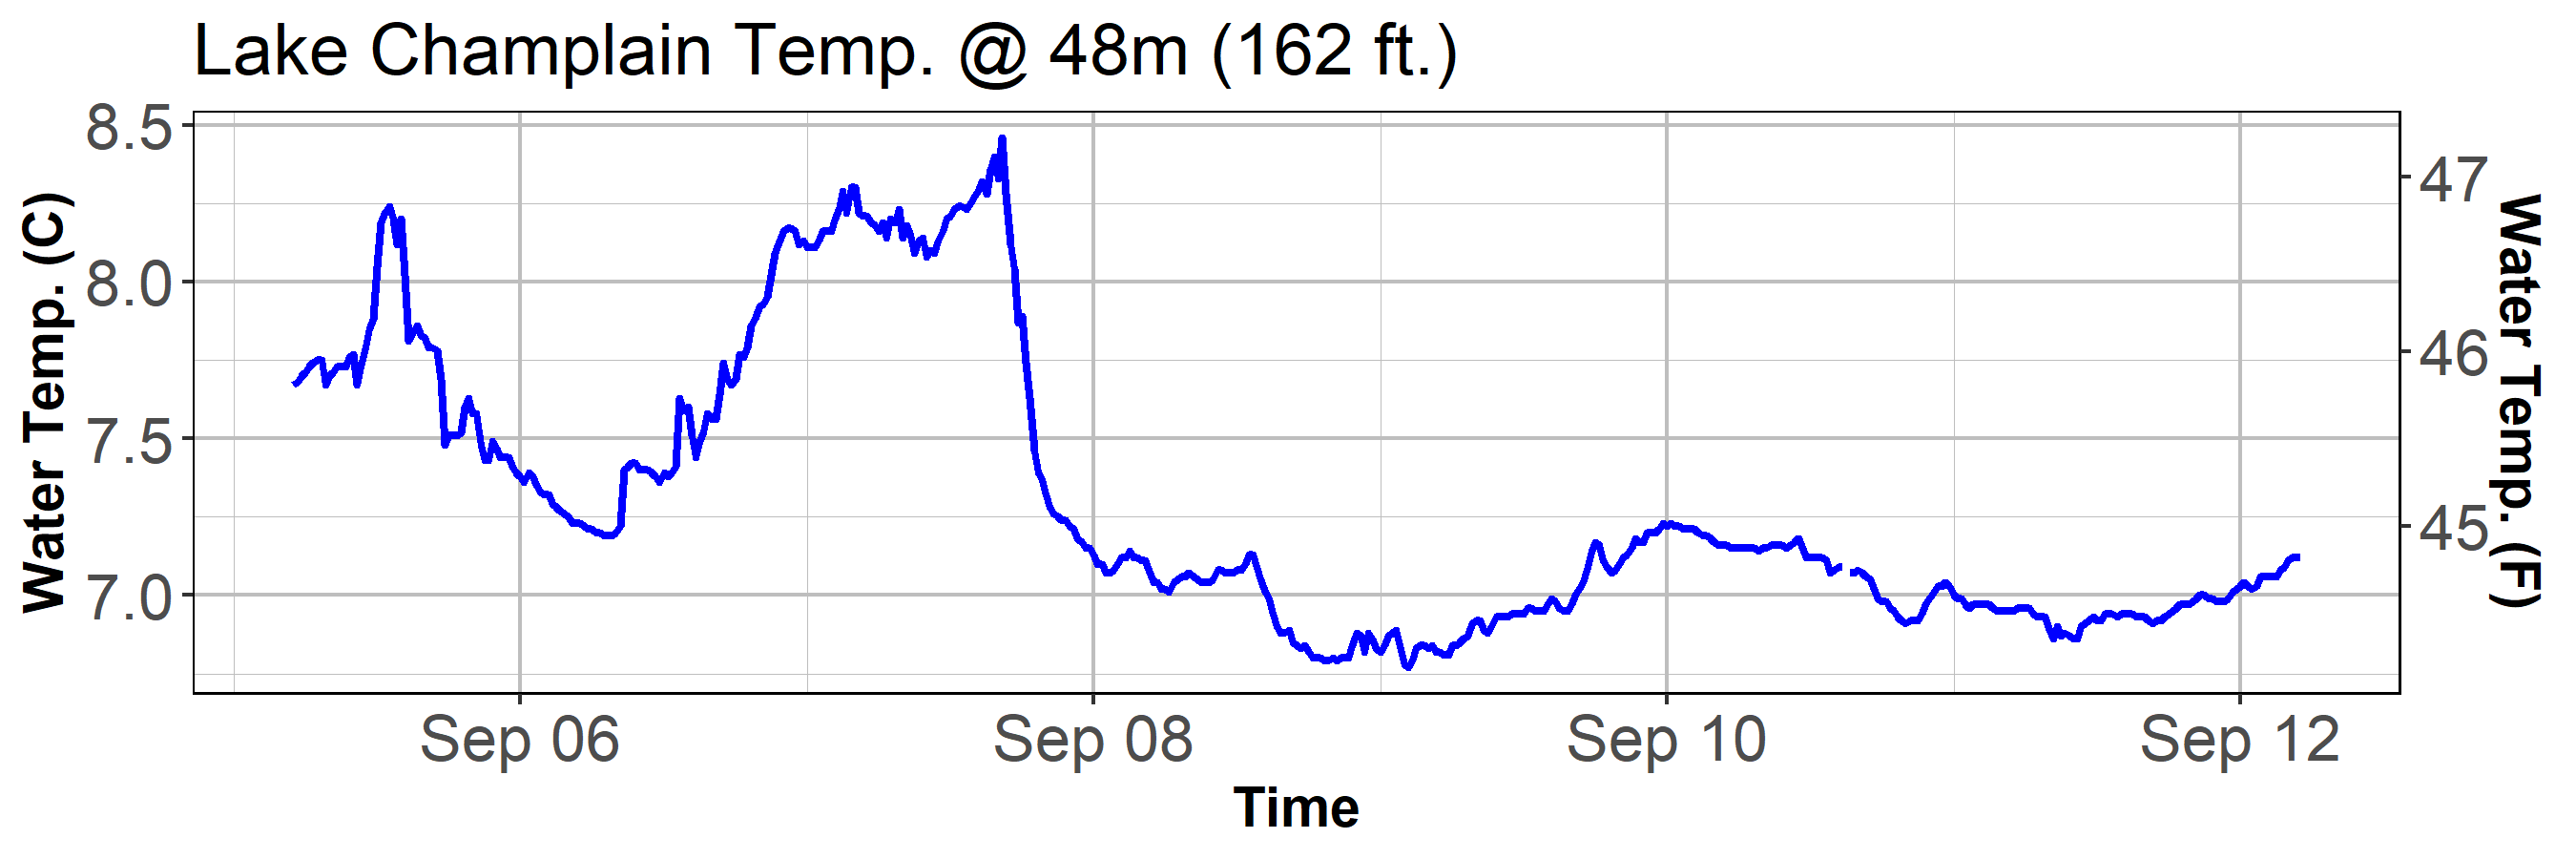 Lake Champlain Temp. @ 48m (162 ft.)
Water Temp. (C)
8.5
8.0
7.5
7.0
47
46
45
Water Temp. (F)
Sep 06
Sep 08
Sep 10
Sep 12
Time